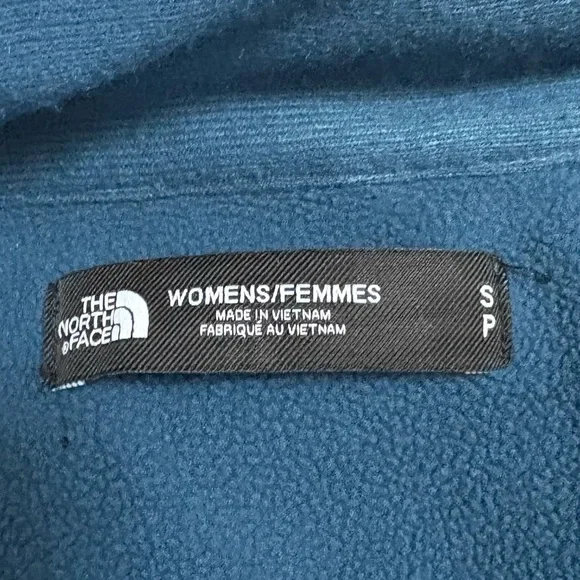 THE
NORTH
FACE
®
WOMENS/FEMMES
MADE IN VIETNAM
FABRIQUÉ AU VIETNAM
S
P